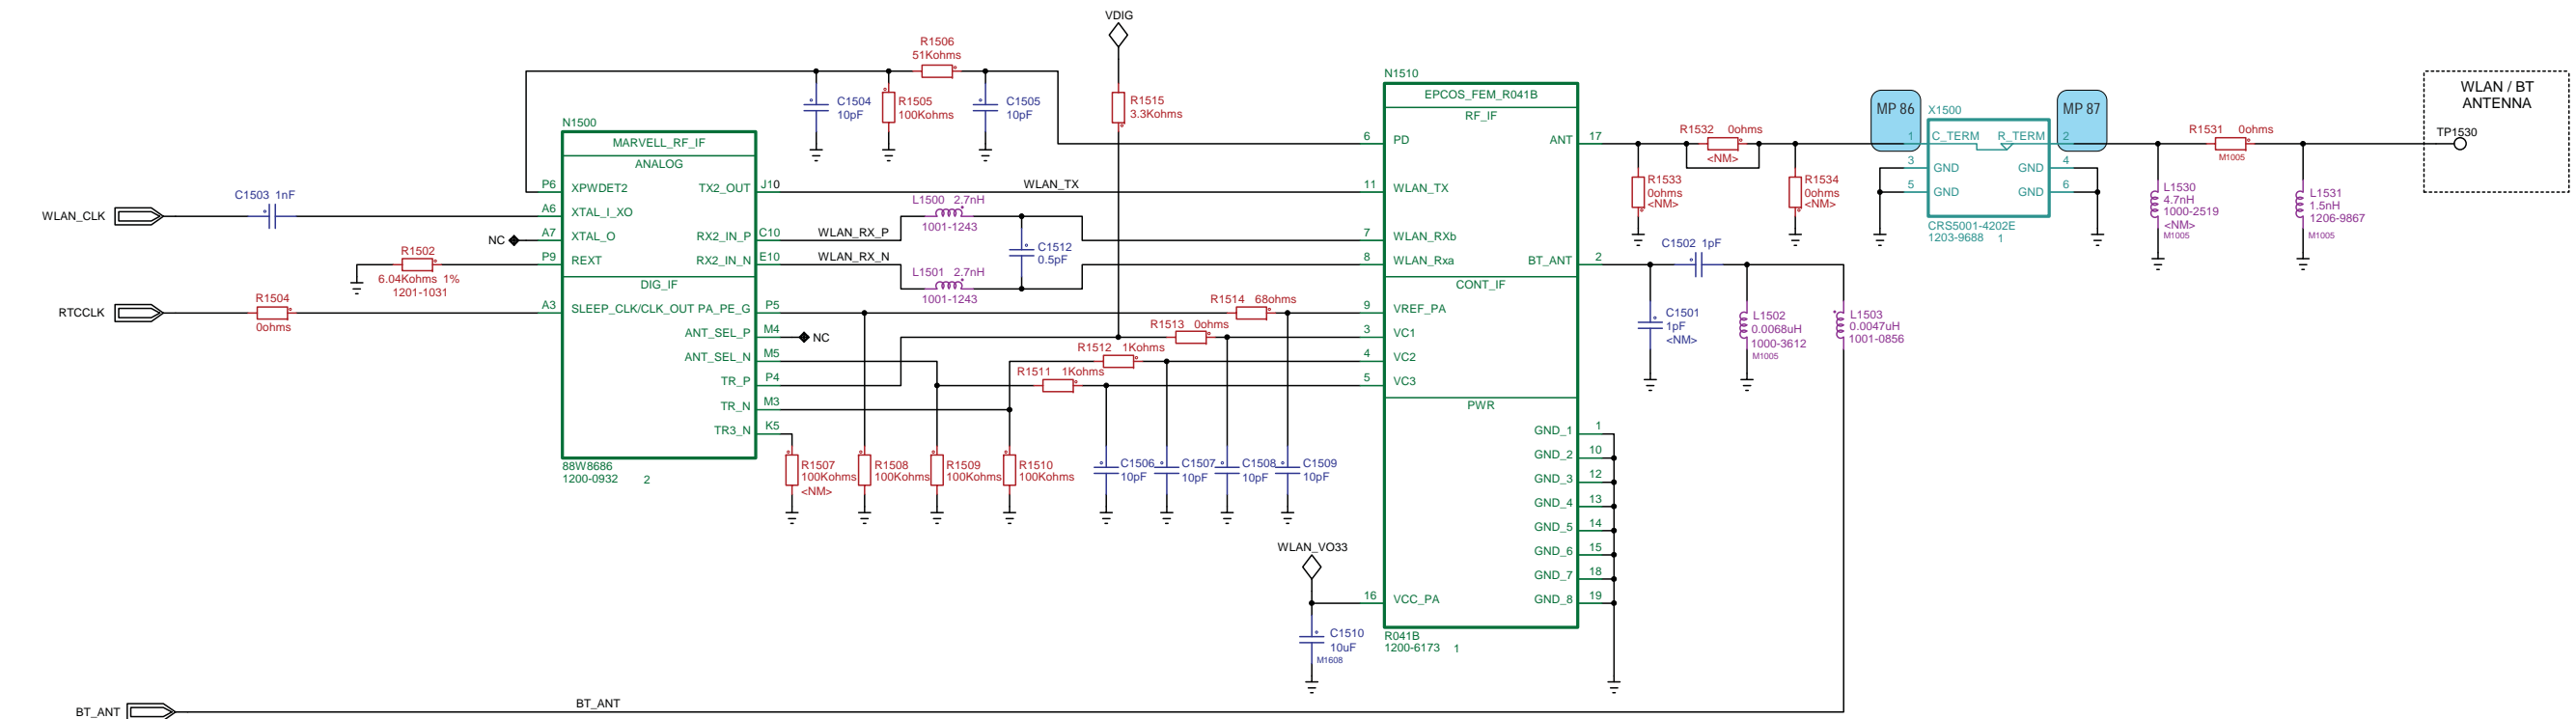 VDIG
R1506
51Kohms
C1504
10pF
R1505
100Kohms
C1505
10pF
R1515
3.3Kohms
N1500
MARVELL_RF_IF
ANALOG
P6 XPWDET2 TX2_OUT J10
A6 XTAL_I_XO
A7 XTAL_O RX2_IN_P C10
P9 REXT RX2_IN_N E10
DIG_IF
A3 SLEEP_CLK/CLK_OUT PA_PE_G P5
ANT_SEL_P M4
ANT_SEL_N M5
TR_P P4
TR_N M3
TR3_N K5
88W8686
1200-0932 2
WLAN_CLK
C1503 1nF
NC
R1502
6.04Kohms 1%
1201-1031
RTCCLK
R1504
0ohms
WLAN_TX
L1500 2.7nH
1001-1243
WLAN_RX_P
WLAN_RX_N
C1512
0.5pF
L1501 2.7nH
1001-1243
NC
R1514 68ohms
R1513 0ohms
R1512 1Kohms
R1511 1Kohms
R1507
100Kohms
<NM>
R1508
100Kohms
R1509
100Kohms
R1510
100Kohms
C1506
10pF
C1507
10pF
C1508
10pF
C1509
10pF
N1510
EPCOS_FEM_R041B
RF_IF
6 PD ANT 17
11 WLAN_TX
7 WLAN_RXb
8 WLAN_Rxa BT_ANT 2
CONT_IF
9 VREF_PA
3 VC1
4 VC2
5 VC3
PWR
GND_1 1
GND_2 10
GND_3 12
GND_4 13
GND_5 14
GND_6 15
GND_7 18
16 VCC_PA GND_8 19
R041B
1200-6173 1
WLAN_VO33
C1510
10uF
M1608
R1532 0ohms
<NM>
R1533
0ohms
<NM>
R1534
0ohms
<NM>
C1502 1pF
C1501
1pF
<NM>
L1502
0.0068uH
1000-3612
M1005
L1503
0.0047uH
1001-0856
MP 86
X1500
MP 87
1 C_TERM R_TERM 2
3 GND GND 4
5 GND GND 6
CRS5001-4202E
1203-9688 1
R1531 0ohms
M1005
L1530
4.7nH
1000-2519
<NM>
M1005
L1531
1.5nH
1206-9867
M1005
WLAN / BT
ANTENNA
TP1530
BT_ANT
BT_ANT